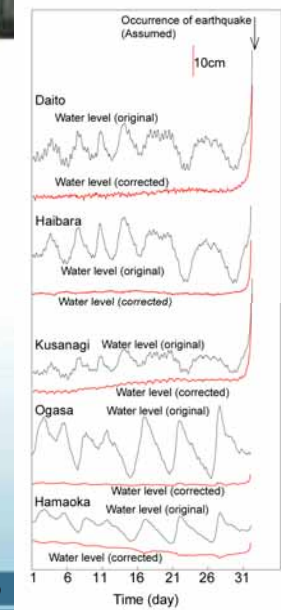 Occurrence of earthquake
(Assumed)
10cm
Daito
Water level (original)
Water level (corrected)
Haibara
Water level (original)
Water level (corrected)
Kusanagi
Water level (original)
Water level (corrected)
Ogasa
Water level (original)
Water level (corrected)
Hamaoka
Water level (original)
Water level (corrected)
1 6 11 16 21 26 31
Time (day)